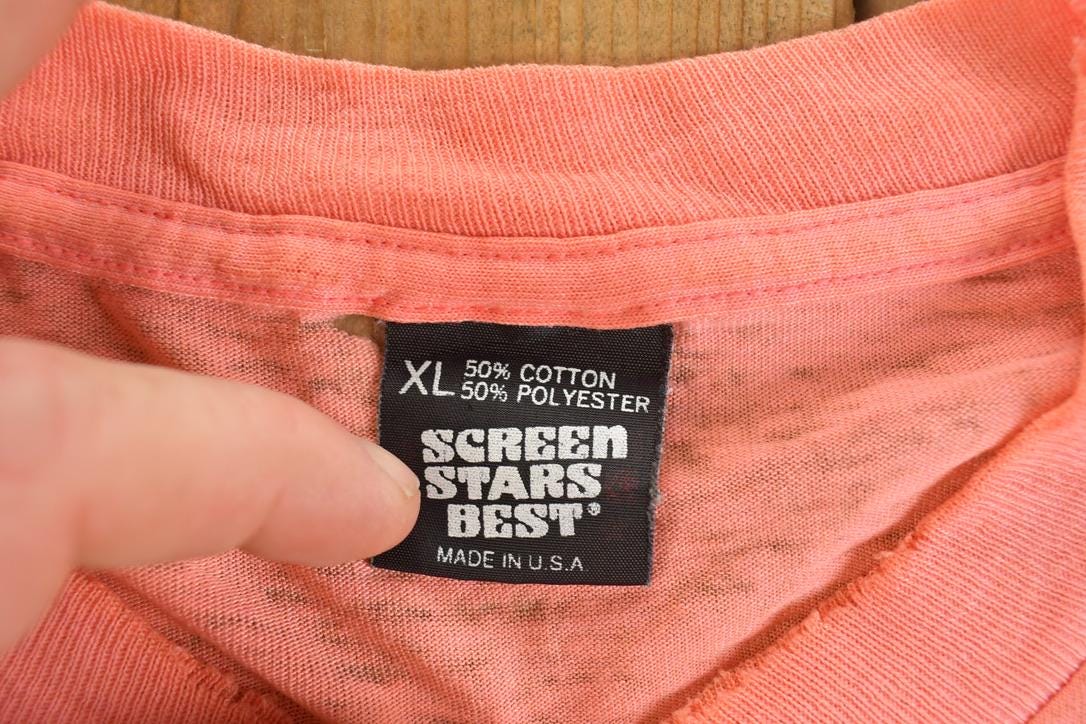 XL 50% COTTON
50% POLYESTER
SCREEN
STARS
BEST®
MADE IN U.S.A